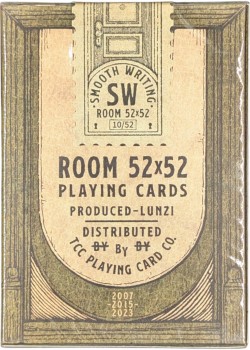 SMOOTH WRITING
SW
ROOM 52x52
10/52
ROOM 52x52
PLAYING CARDS
PRODUCED-LUNZI
DISTRIBUTED
BY By BY
TCC PLAYING CARD CO.
2007
-2015-
2023